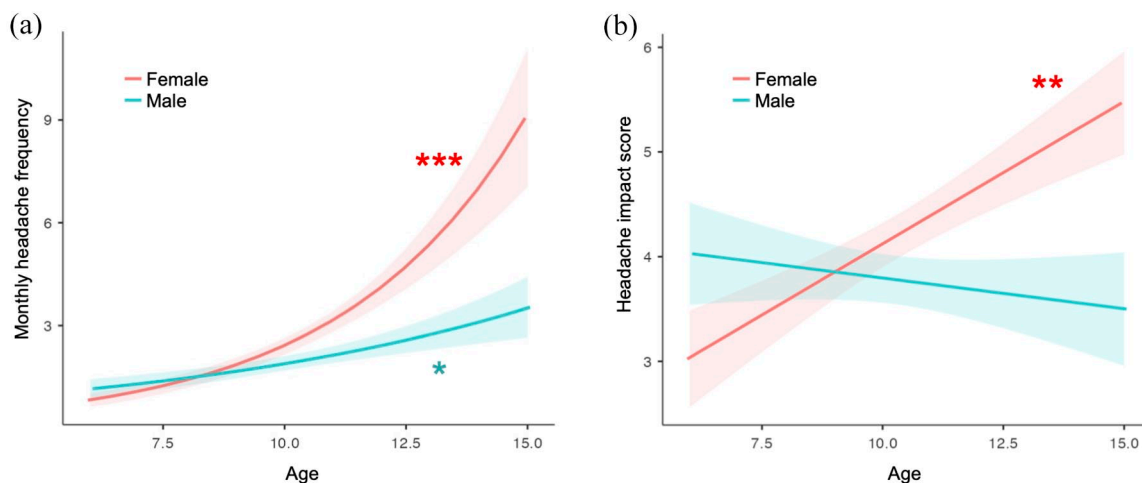 (a)
Monthly headache frequency
9
6
3
Female
Male
***
*
7.5 10.0 12.5 15.0
Age
(b)
Headache impact score
6
5
4
3
Female
Male
**
7.5 10.0 12.5 15.0
Age